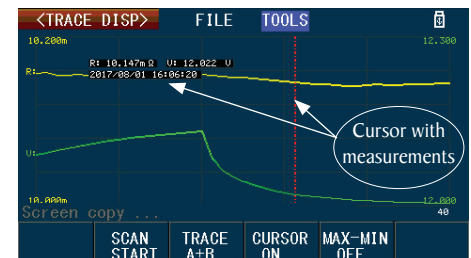 <TRACE DISP> FILE TOOLS
10.200m 12.300
R: 10.147mΩ U: 12.022 U
R:
2017/08/01 16:06:20
Cursor with
measurements
U:
10.000m 12.000
Screen copy ... 40
SCAN TRACE CURSOR MAX-MIN
START A+B ON OFF